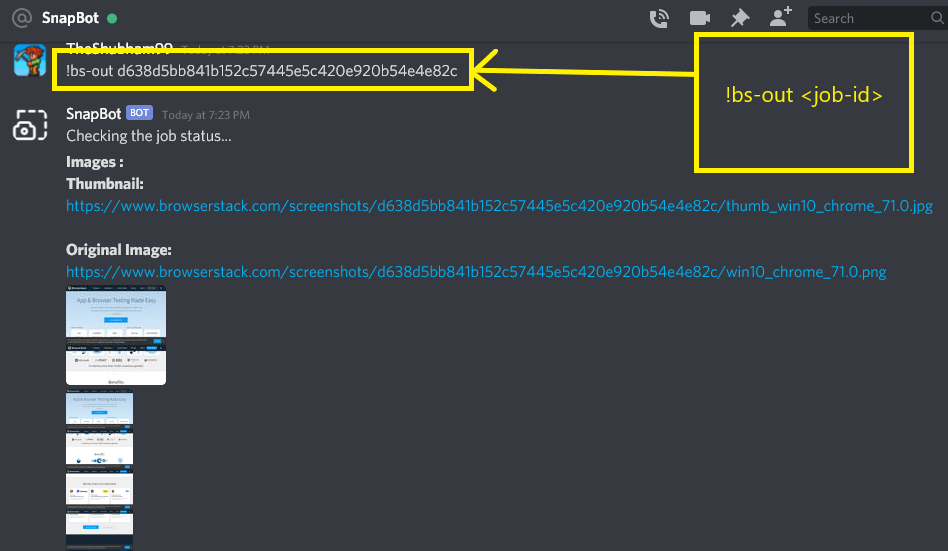 SnapBot
Search
TheShubham99 Today at 7:23 PM
!bs-out d638d5bb841b152c57445e5c420e920b54e4e82c
!bs-out <job-id>
SnapBot BOT Today at 7:23 PM
Checking the job status...
Images :
Thumbnail:
https://www.browserstack.com/screenshots/d638d5bb841b152c57445e5c420e920b54e4e82c/thumb_win10_chrome_71.0.jpg
Original Image:
https://www.browserstack.com/screenshots/d638d5bb841b152c57445e5c420e920b54e4e82c/win10_chrome_71.0.png
App & Browser Testing Made Easy
Benefits
App & Browser Testing Made Easy